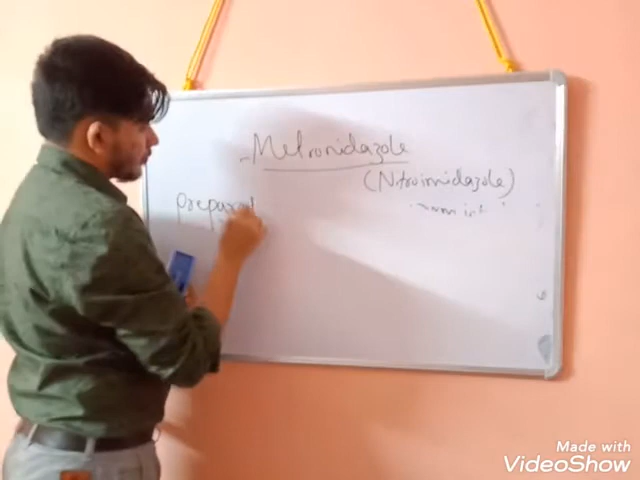 Metronidazole
(Nitroimidazole)
Preparat
Made with
VideoShow